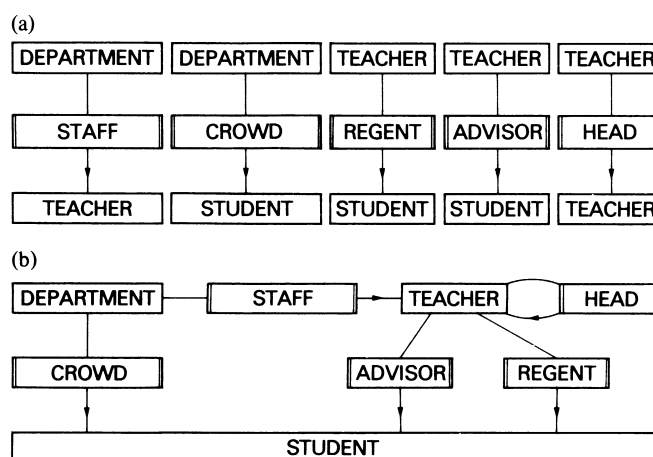 (a)
DEPARTMENT DEPARTMENT TEACHER TEACHER TEACHER
STAFF CROWD REGENT ADVISOR HEAD
TEACHER STUDENT STUDENT STUDENT TEACHER
(b)
DEPARTMENT STAFF TEACHER HEAD
CROWD ADVISOR REGENT
STUDENT